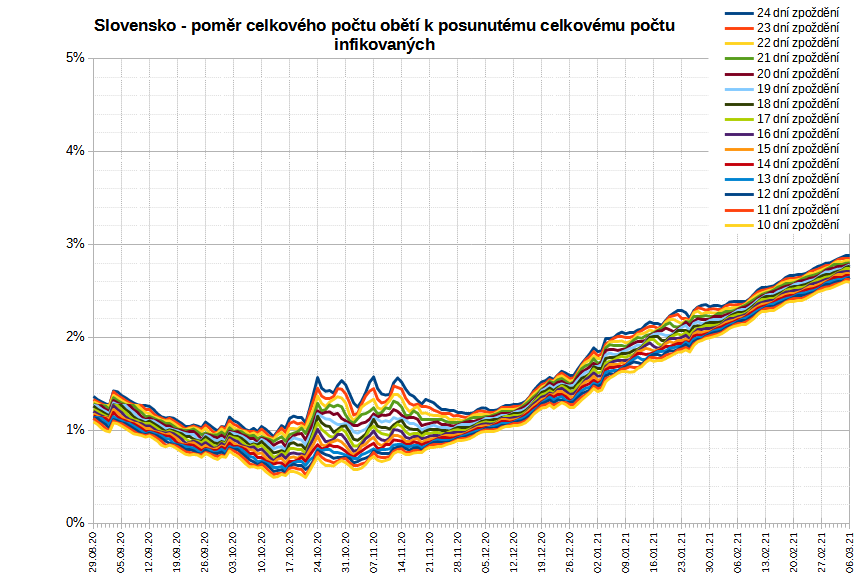 Slovensko - poměr celkového počtu obětí k posunutému celkovému počtu
infikovaných
24 dní zpoždění
23 dní zpoždění
22 dní zpoždění
21 dní zpoždění
20 dní zpoždění
19 dní zpoždění
18 dní zpoždění
17 dní zpoždění
16 dní zpoždění
15 dní zpoždění
14 dní zpoždění
13 dní zpoždění
12 dní zpoždění
11 dní zpoždění
10 dní zpoždění
5%
4%
3%
2%
1%
0%
29.08.20
05.09.20
12.09.20
19.09.20
26.09.20
03.10.20
10.10.20
17.10.20
24.10.20
31.10.20
07.11.20
14.11.20
21.11.20
28.11.20
05.12.20
12.12.20
19.12.20
26.12.20
02.01.21
09.01.21
16.01.21
23.01.21
30.01.21
06.02.21
13.02.21
20.02.21
27.02.21
06.03.21